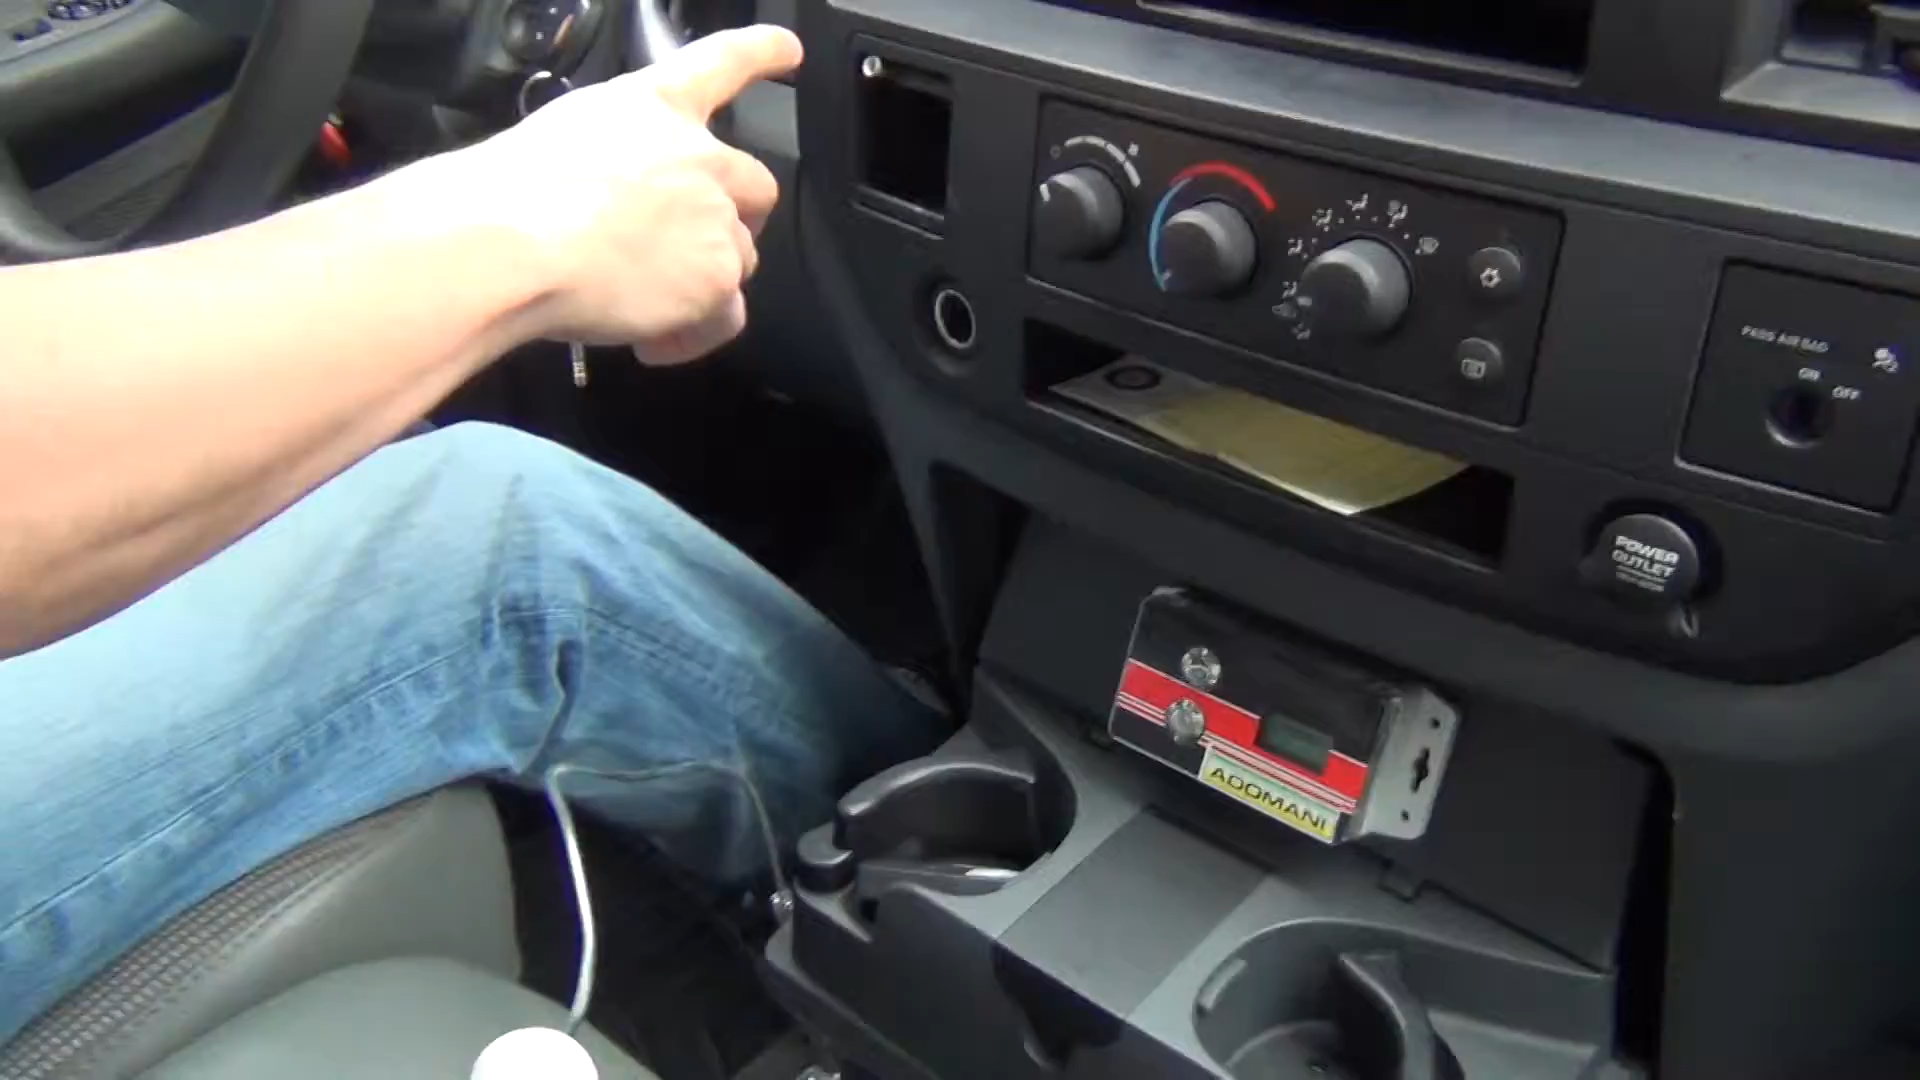 PASS AIR BAG
ON
OFF
POWER
OUTLET
ADOMANI